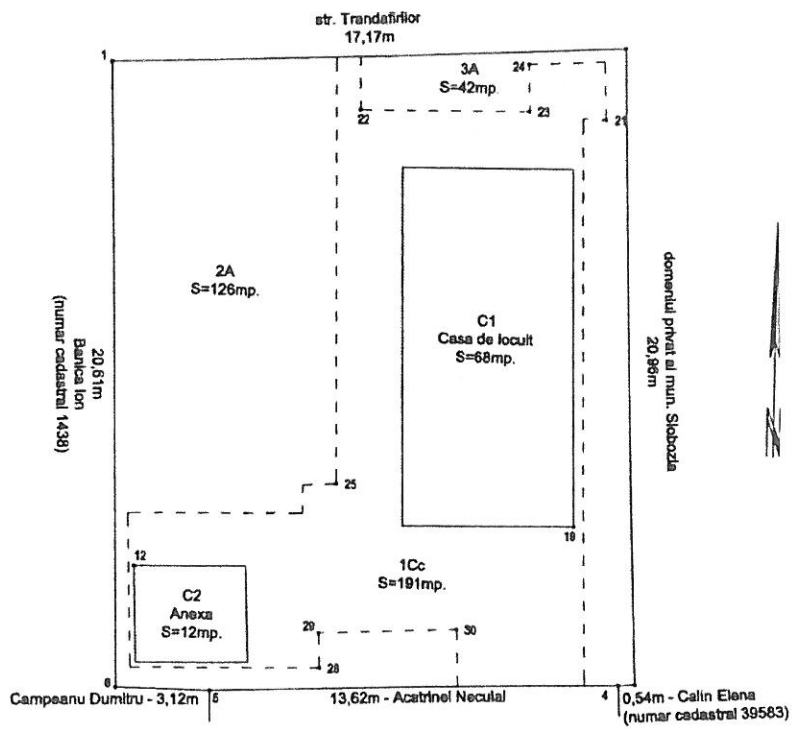 str. Trandafirilor
17,17m
1
3A
S=42mp.
24
22
23
21
2A
S=126mp.
C1
Casa de locuit
S=68mp.
20,61m
Banica Ion
(numar cadastral 1438)
domeniul privat al mun. Slobozia
20,96m
N
25
19
12
1Cc
S=191mp.
C2
Anexa
S=12mp.
29
30
28
6
Campeanu Dumitru - 3,12m
5
13,62m - Acatrinei Neculai
4
0,54m - Calin Elena
(numar cadastral 39583)